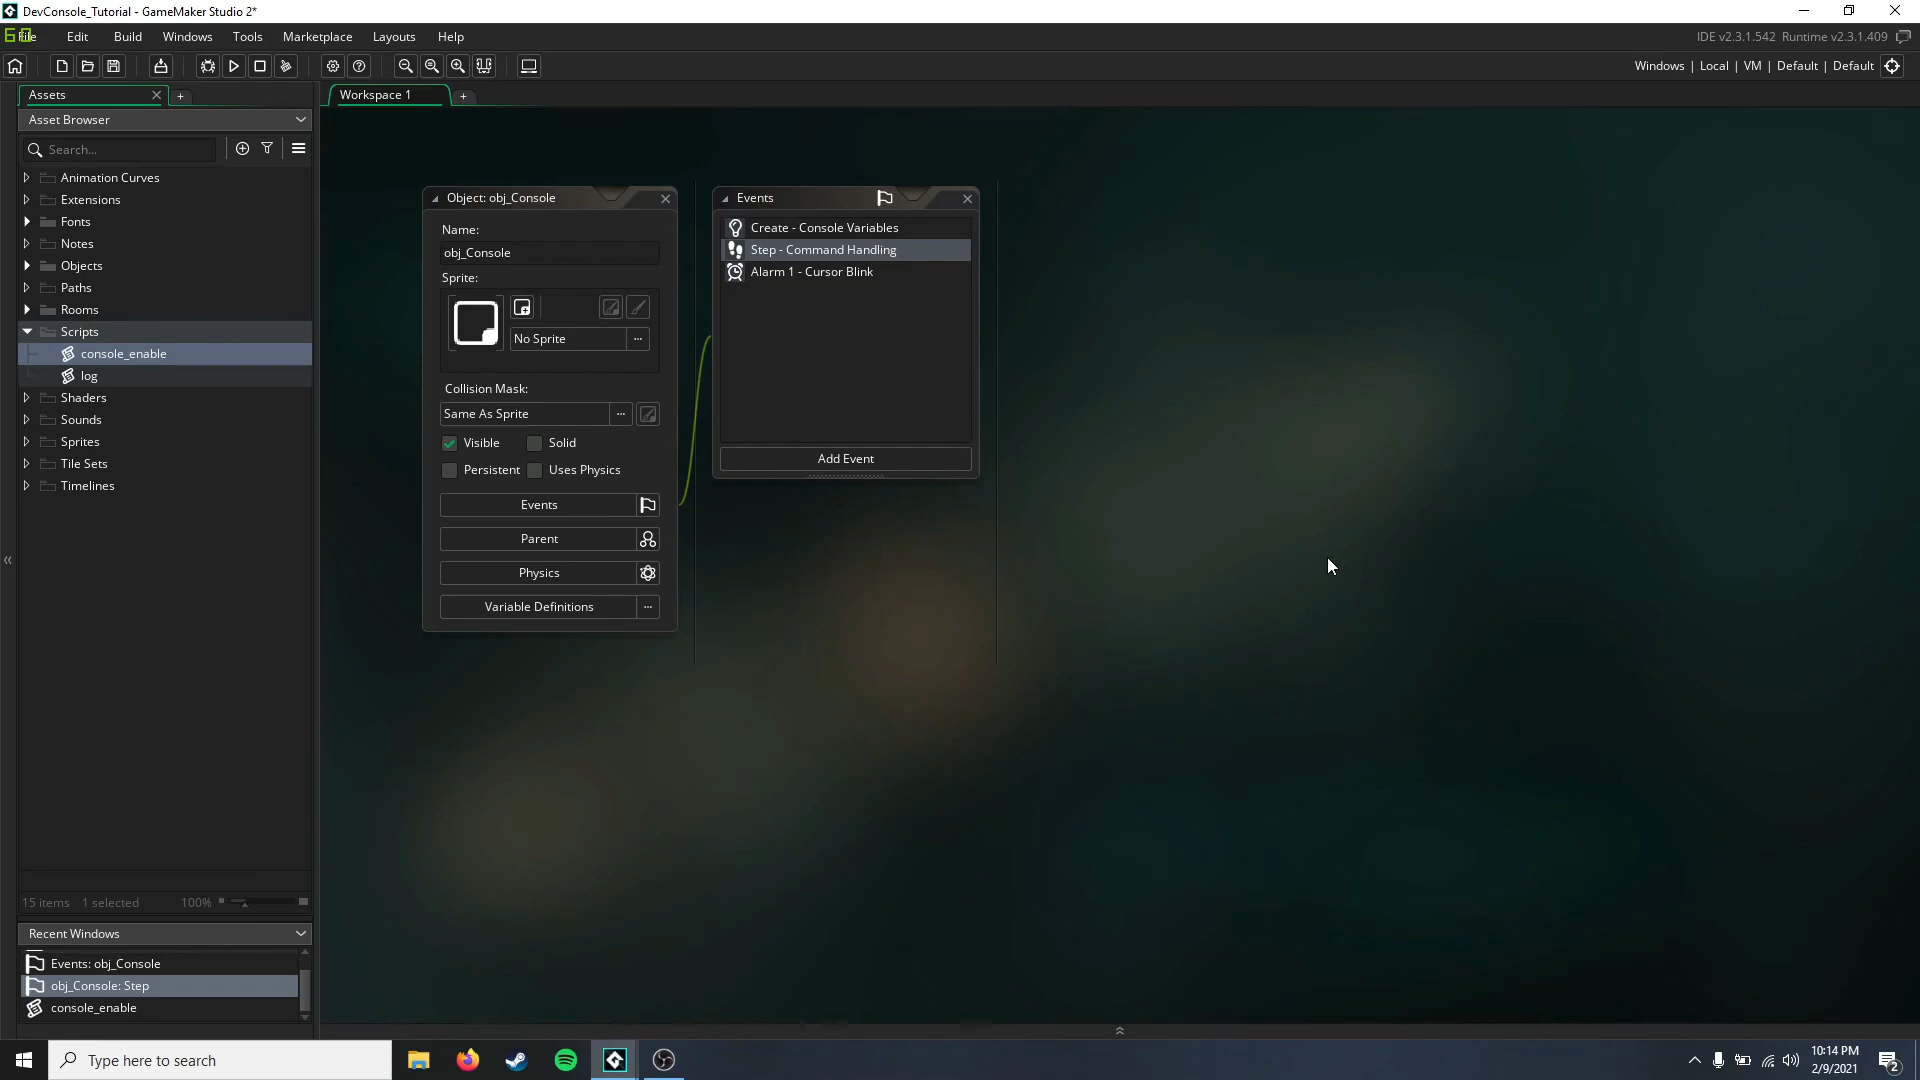 DevConsole_Tutorial - GameMaker Studio 2*
60
File Edit Build Windows Tools Marketplace Layouts Help
IDE v2.3.1.542 Runtime v2.3.1.409
Windows | Local | VM | Default | Default
Assets
Workspace 1
Asset Browser
Search...
Animation Curves
Extensions
Fonts
Notes
Objects
Paths
Rooms
Scripts
console_enable
log
Shaders
Sounds
Sprites
Tile Sets
Timelines
15 items 1 selected 100%
Recent Windows
Events: obj_Console
obj_Console: Step
console_enable
Object: obj_Console
Name:
obj_Console
Sprite:
No Sprite
Collision Mask:
Same As Sprite
Visible Solid
Persistent Uses Physics
Events
Parent
Physics
Variable Definitions
Events
Create - Console Variables
Step - Command Handling
Alarm 1 - Cursor Blink
Add Event
Type here to search
10:14 PM
2/9/2021
2